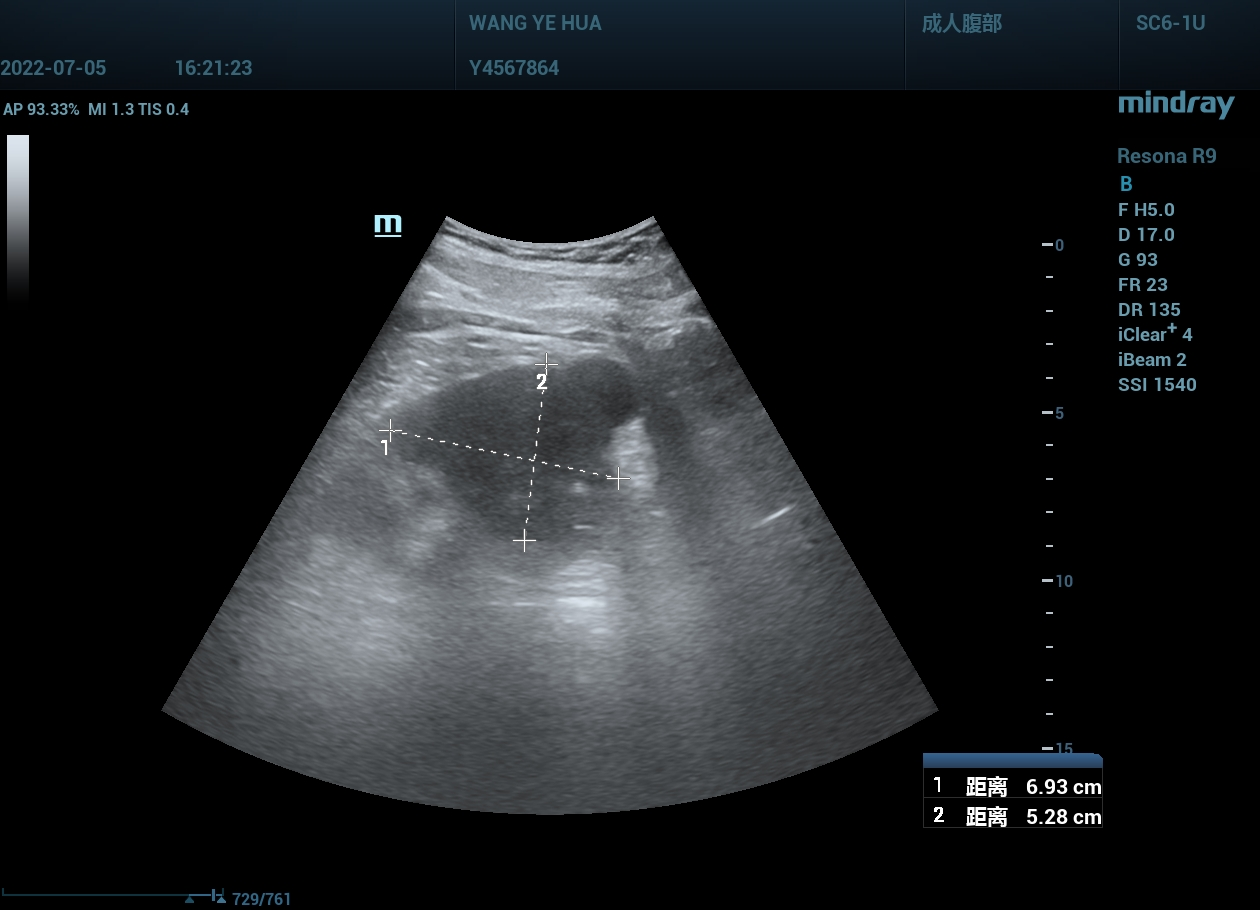 WANG YE HUA
成人腹部
SC6-1U
2022-07-05 16:21:23
Y4567864
AP 93.33% MI 1.3 TIS 0.4
mindray
Resona R9
B
F H5.0
D 17.0
G 93
FR 23
DR 135
iClear+ 4
iBeam 2
SSI 1540
m
0
5
10
15
2
1
1 距离 6.93 cm
2 距离 5.28 cm
729/761